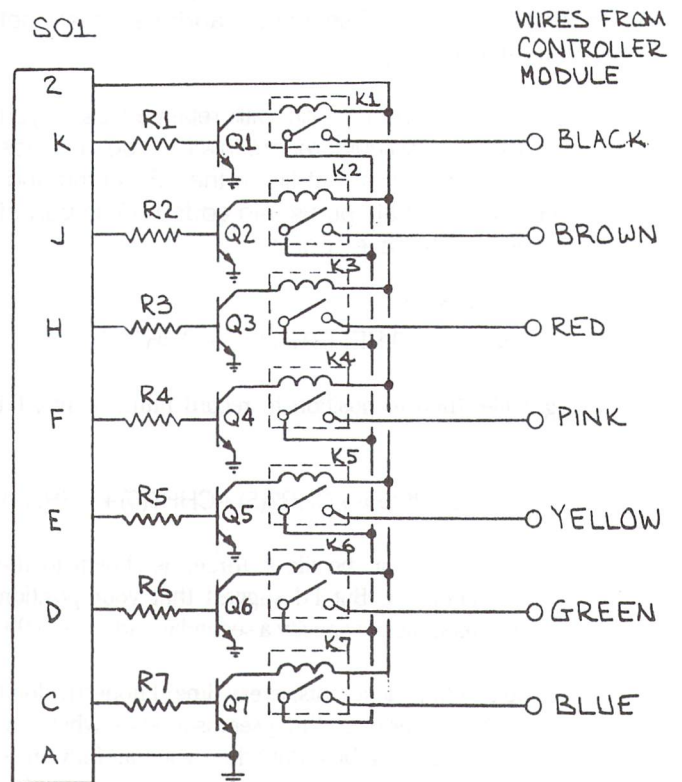 SO1
WIRES FROM
CONTROLLER
MODULE
2
K1
K
R1
Q1
BLACK
K2
J
R2
Q2
BROWN
K3
H
R3
Q3
RED
K4
F
R4
Q4
PINK
K5
E
R5
Q5
YELLOW
K6
D
R6
Q6
GREEN
K7
C
R7
Q7
BLUE
A